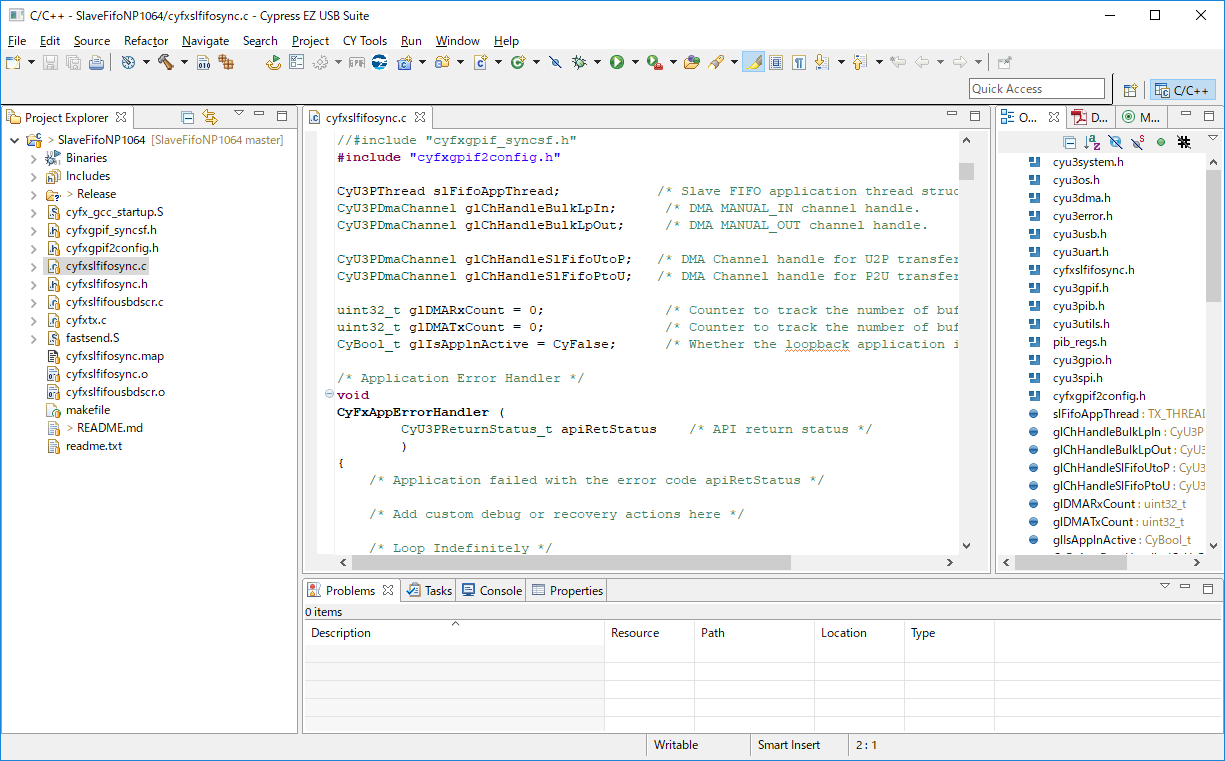 C/C++ - SlaveFifoNP1064/cyfxslfifosync.c - Cypress EZ USB Suite
File Edit Source Refactor Navigate Search Project CY Tools Run Window Help
Quick Access
C/C++
Project Explorer
> SlaveFifoNP1064 [SlaveFifoNP1064 master]
Binaries
Includes
> Release
cyfx_gcc_startup.S
cyfxgpif_syncsf.h
cyfxgpif2config.h
cyfxslfifosync.c
cyfxslfifosync.h
cyfxslfifousbdscr.c
cyfxtx.c
fastsend.S
cyfxslfifosync.map
cyfxslfifosync.o
cyfxslfifousbdscr.o
makefile
> README.md
readme.txt
cyfxslfifosync.c
//#include "cyfxgpif_syncsf.h"
#include "cyfxgpif2config.h"
CyU3PThread slFifoAppThread; /* Slave FIFO application thread struc
CyU3PDmaChannel glChHandleBulkLpIn; /* DMA MANUAL_IN channel handle.
CyU3PDmaChannel glChHandleBulkLpOut; /* DMA MANUAL_OUT channel handle.
CyU3PDmaChannel glChHandleSlFifoUtoP; /* DMA Channel handle for U2P transfer
CyU3PDmaChannel glChHandleSlFifoPtoU; /* DMA Channel handle for P2U transfer
uint32_t glDMARxCount = 0; /* Counter to track the number of buf
uint32_t glDMATxCount = 0; /* Counter to track the number of buf
CyBool_t glIsApplnActive = CyFalse; /* Whether the loopback application i
/* Application Error Handler */
void
CyFxAppErrorHandler (
CyU3PReturnStatus_t apiRetStatus /* API return status */
)
{
/* Application failed with the error code apiRetStatus */
/* Add custom debug or recovery actions here */
/* Loop Indefinitely */
O... D... M...
cyu3system.h
cyu3os.h
cyu3dma.h
cyu3error.h
cyu3usb.h
cyu3uart.h
cyfxslfifosync.h
cyu3gpif.h
cyu3pib.h
cyu3utils.h
pib_regs.h
cyu3gpio.h
cyu3spi.h
cyfxgpif2config.h
slFifoAppThread : TX_THREAD
glChHandleBulkLpIn : CyU3P
glChHandleBulkLpOut : CyU3
glChHandleSlFifoUtoP : CyU3
glChHandleSlFifoPtoU : CyU3
glDMARxCount : uint32_t
glDMATxCount : uint32_t
glIsApplnActive : CyBool_t
Problems Tasks Console Properties
0 items
Description Resource Path Location Type
Writable Smart Insert 2 : 1